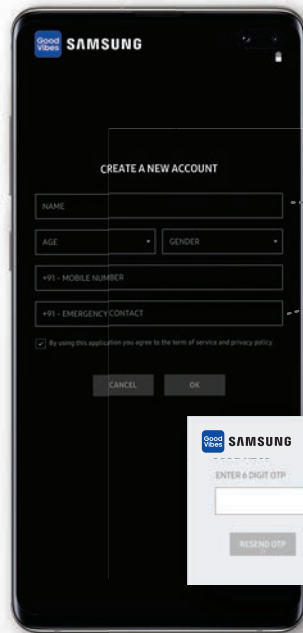 Good
Vibes SAMSUNG
CREATE A NEW ACCOUNT
NAME
AGE GENDER
+91 - MOBILE NUMBER
+91 - EMERGENCY CONTACT
By using this application you agree to the term of service and privacy policy
CANCEL OK
Good
Vibes SAMSUNG
ENTER 6 DIGIT OTP
RESEND OTP